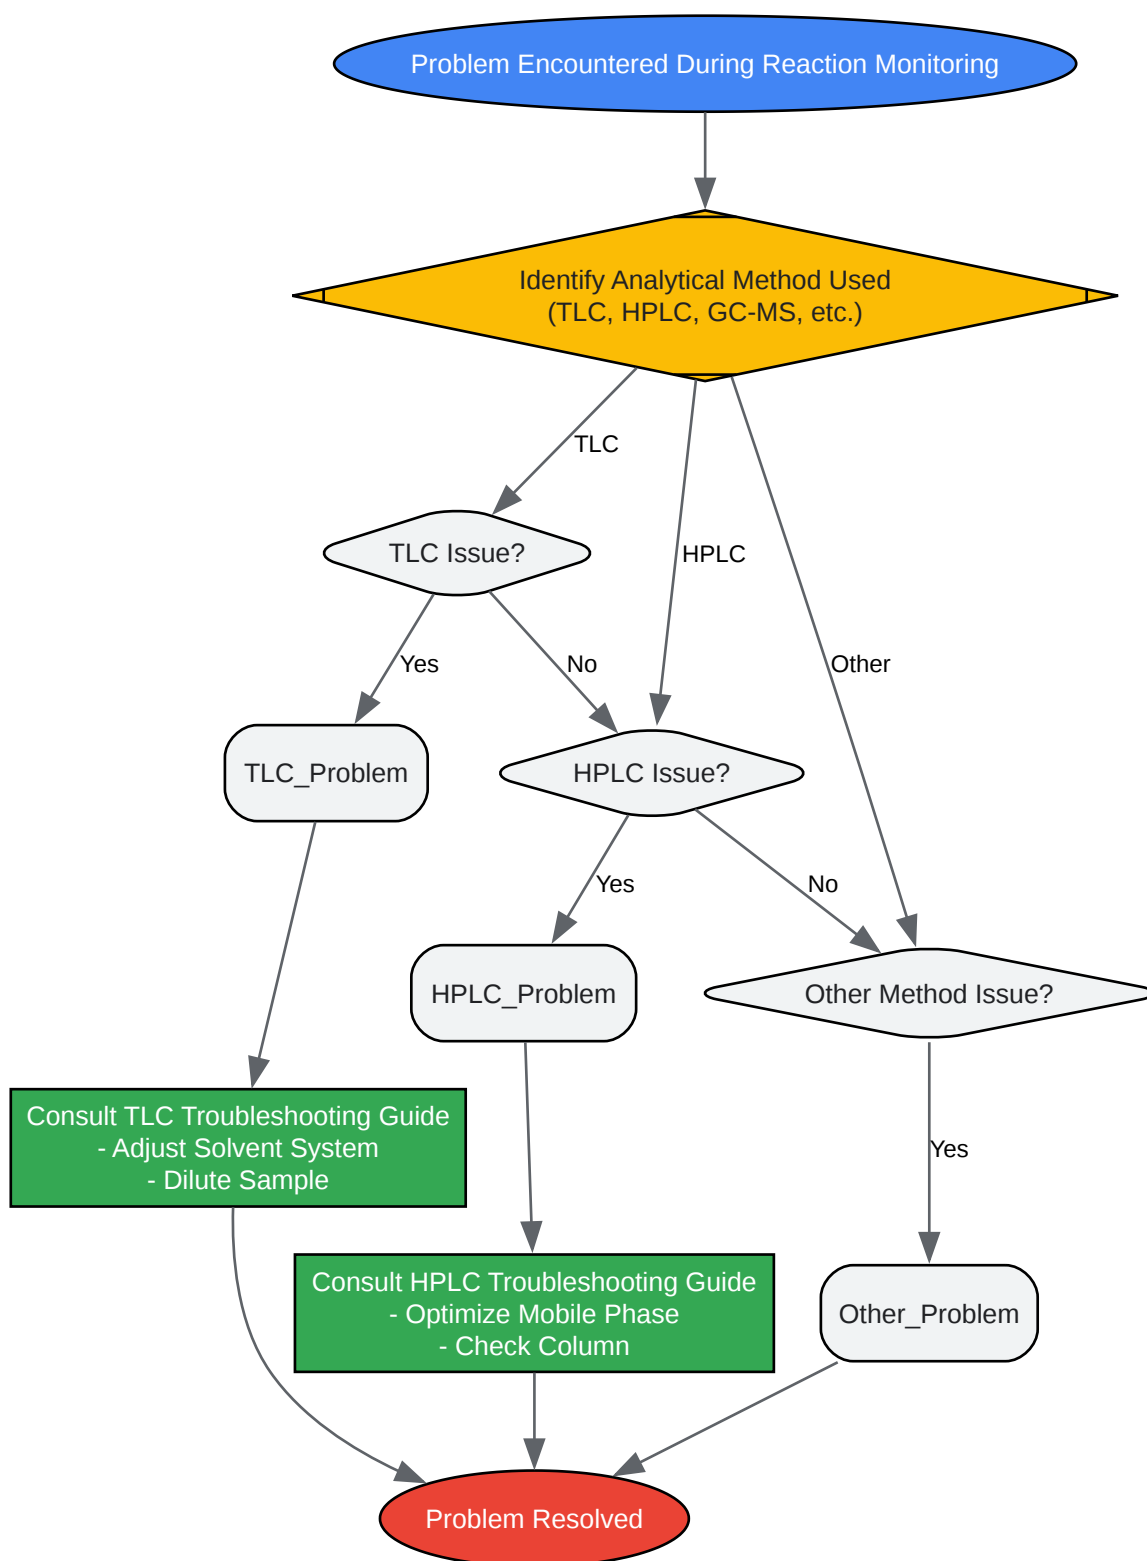 Problem Encountered During Reaction Monitoring
Identify Analytical Method Used
(TLC, HPLC, GC-MS, etc.)
TLC
TLC Issue?
HPLC
Yes
No
Other
TLC_Problem
HPLC Issue?
Yes
No
HPLC_Problem
Other Method Issue?
Consult TLC Troubleshooting Guide
- Adjust Solvent System
- Dilute Sample
Yes
Consult HPLC Troubleshooting Guide
- Optimize Mobile Phase
- Check Column
Other_Problem
Problem Resolved